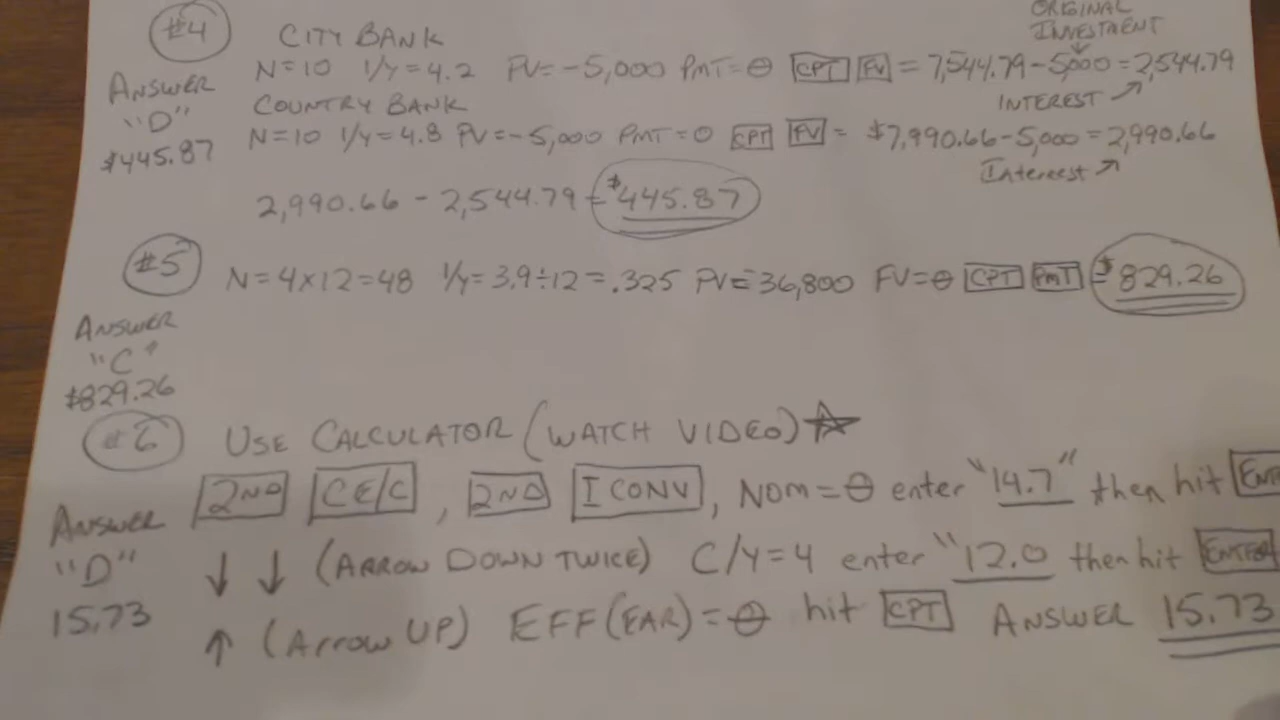 ORIGINAL
INVESTMENT
#4 CITY BANK
N=10 I/Y=4.2 PV=-5,000 PMT=0 CPT FV = 7,544.79-5,000=2,544.79
INTEREST
ANSWER
"D"
$445.87
COUNTRY BANK
N=10 I/Y=4.8 PV=-5,000 PMT=0 CPT FV = $7,990.66-5,000=2,990.66
Intereest
2,990.66-2,544.79=$445.87
#5 N=4x12=48 I/Y=3.9÷12=.325 PV=36,800 FV=0 CPT PMT = $829.26
ANSWER
"C"
$829.26
#6 USE CALCULATOR (WATCH VIDEO)
2ND CE/C, 2ND I CONV, NOM=0 enter "14.7" then hit
ANSWER
"D"
15.73
↓ ↓ (ARROW DOWN TWICE) C/Y=4 enter "12.0 then hit ENTER
↑ (Arrow UP) EFF(EAR)=0 hit CPT ANSWER 15.73